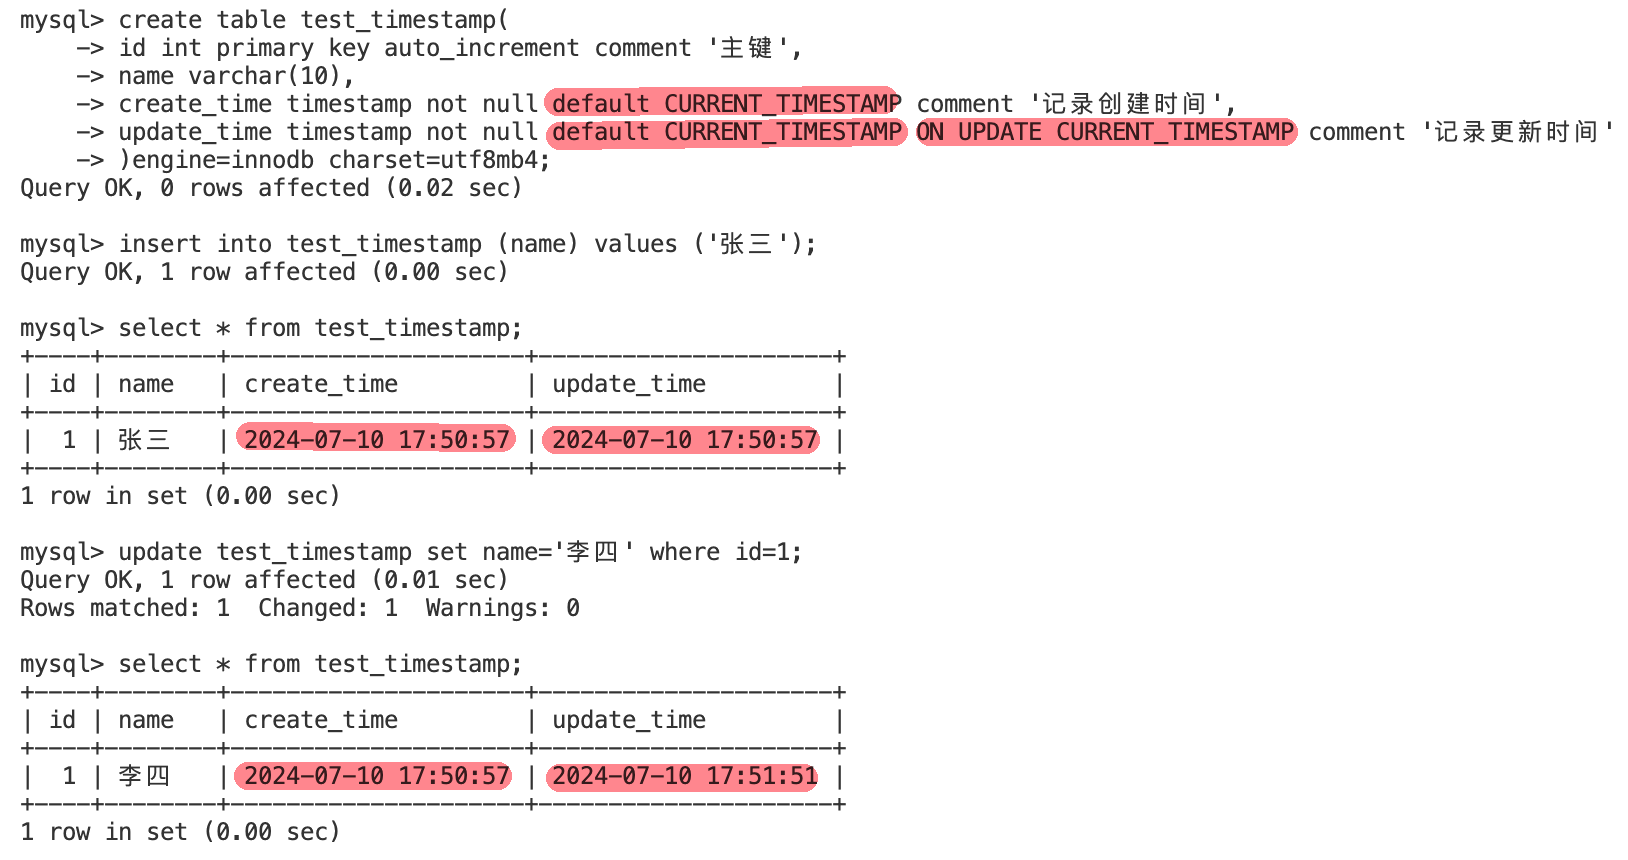 mysql> create table test_timestamp(
    -> id int primary key auto_increment comment '主键',
    -> name varchar(10),
    -> create_time timestamp not null default CURRENT_TIMESTAMP comment '记录创建时间',
    -> update_time timestamp not null default CURRENT_TIMESTAMP ON UPDATE CURRENT_TIMESTAMP comment '记录更新时间'
    -> )engine=innodb charset=utf8mb4;
Query OK, 0 rows affected (0.02 sec)

mysql> insert into test_timestamp (name) values ('张三');
Query OK, 1 row affected (0.00 sec)

mysql> select * from test_timestamp;
+----+--------+---------------------+---------------------+
| id | name   | create_time         | update_time         |
+----+--------+---------------------+---------------------+
|  1 | 张三   | 2024-07-10 17:50:57 | 2024-07-10 17:50:57 |
+----+--------+---------------------+---------------------+
1 row in set (0.00 sec)

mysql> update test_timestamp set name='李四' where id=1;
Query OK, 1 row affected (0.01 sec)
Rows matched: 1  Changed: 1  Warnings: 0

mysql> select * from test_timestamp;
+----+--------+---------------------+---------------------+
| id | name   | create_time         | update_time         |
+----+--------+---------------------+---------------------+
|  1 | 李四   | 2024-07-10 17:50:57 | 2024-07-10 17:51:51 |
+----+--------+---------------------+---------------------+
1 row in set (0.00 sec)